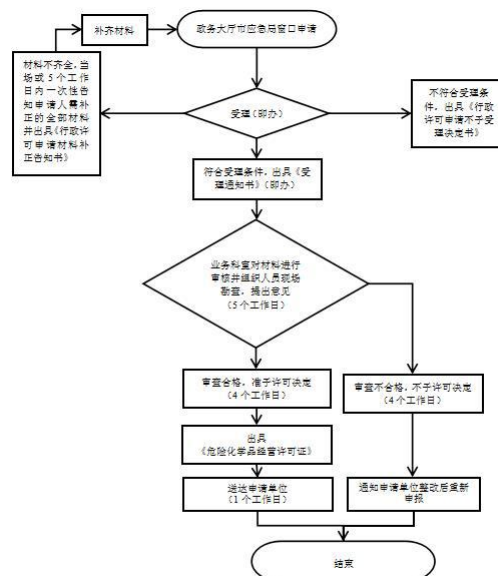 补齐材料
政务大厅市应急局窗口申请
材料不齐全，当
场或5个工作
日内一次性告
知申请人需补
正的全部材料
并出具《行政许
可申请材料补
正告知书》
受理（即办）
不符合受理条
件，出具《行政
许可申请不予受
理决定书》
符合受理条件，出具《受
理通知书》（即办）
业务科室对材料进行
审核并组织人员现场
勘查，提出意见
（5个工作日）
审查合格，准予许可决定
（4个工作日）
审查不合格，不予许可决定
（4个工作日）
出具
《危险化学品经营许可证》
送达申请单位
（1个工作日）
通知申请单位整改后重新
申报
结束